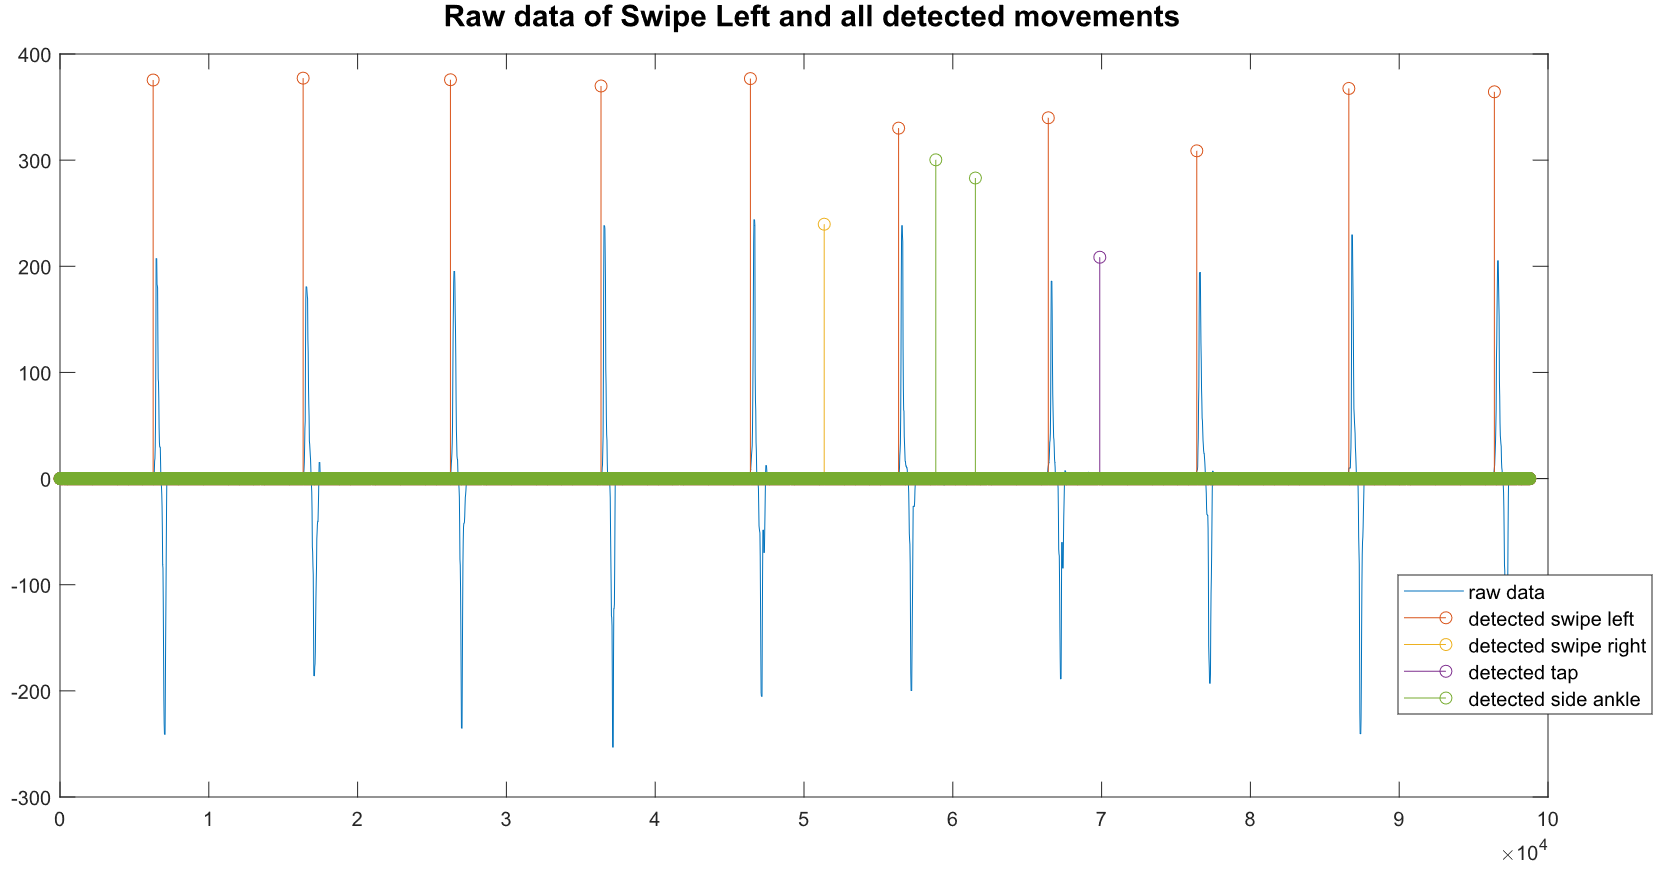 Raw data of Swipe Left and all detected movements
400
300
200
100
0
-100
-200
-300
0 1 2 3 4 5 6 7 8 9 10
×10^4
raw data
detected swipe left
detected swipe right
detected tap
detected side ankle